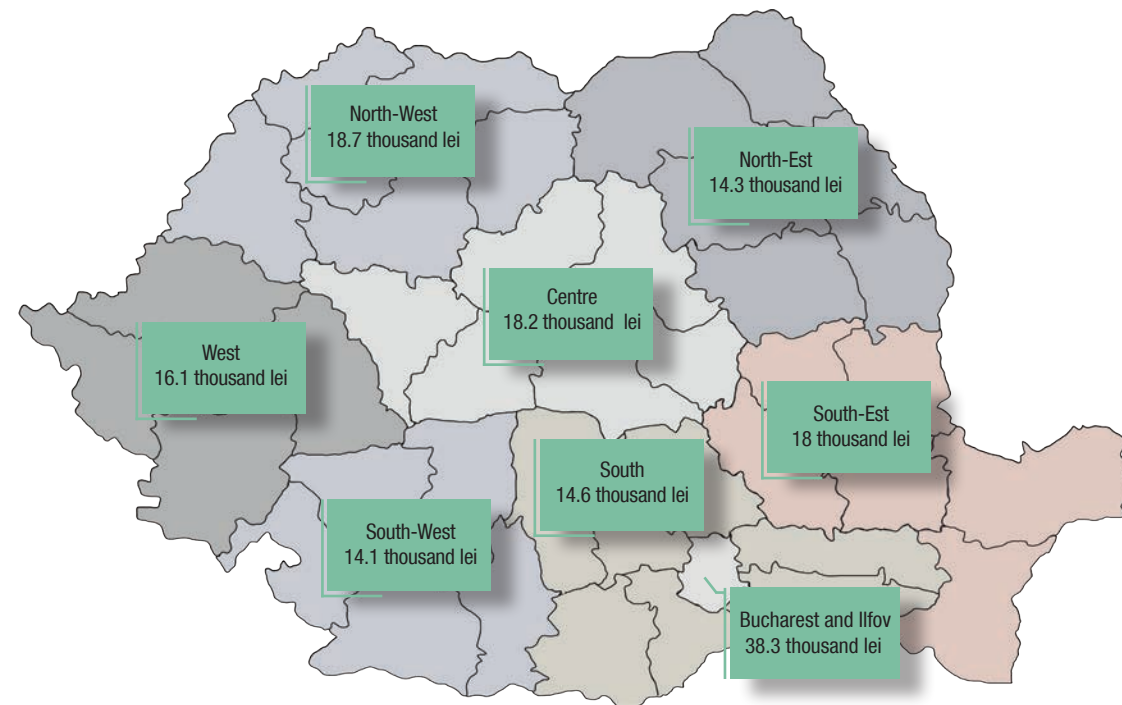 North-West
18.7 thousand lei
North-Est
14.3 thousand lei
Centre
18.2 thousand lei
West
16.1 thousand lei
South-Est
18 thousand lei
South
14.6 thousand lei
South-West
14.1 thousand lei
Bucharest and Ilfov
38.3 thousand lei